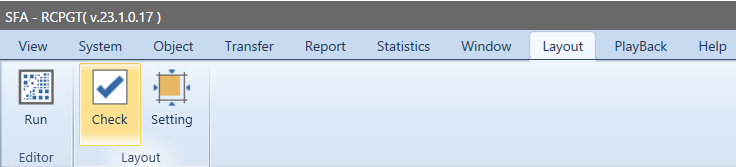 SFA - RCPGT( v.23.1.0.17 )
View System Object Transfer Report Statistics Window Layout PlayBack Help
Run Check Setting
Editor Layout